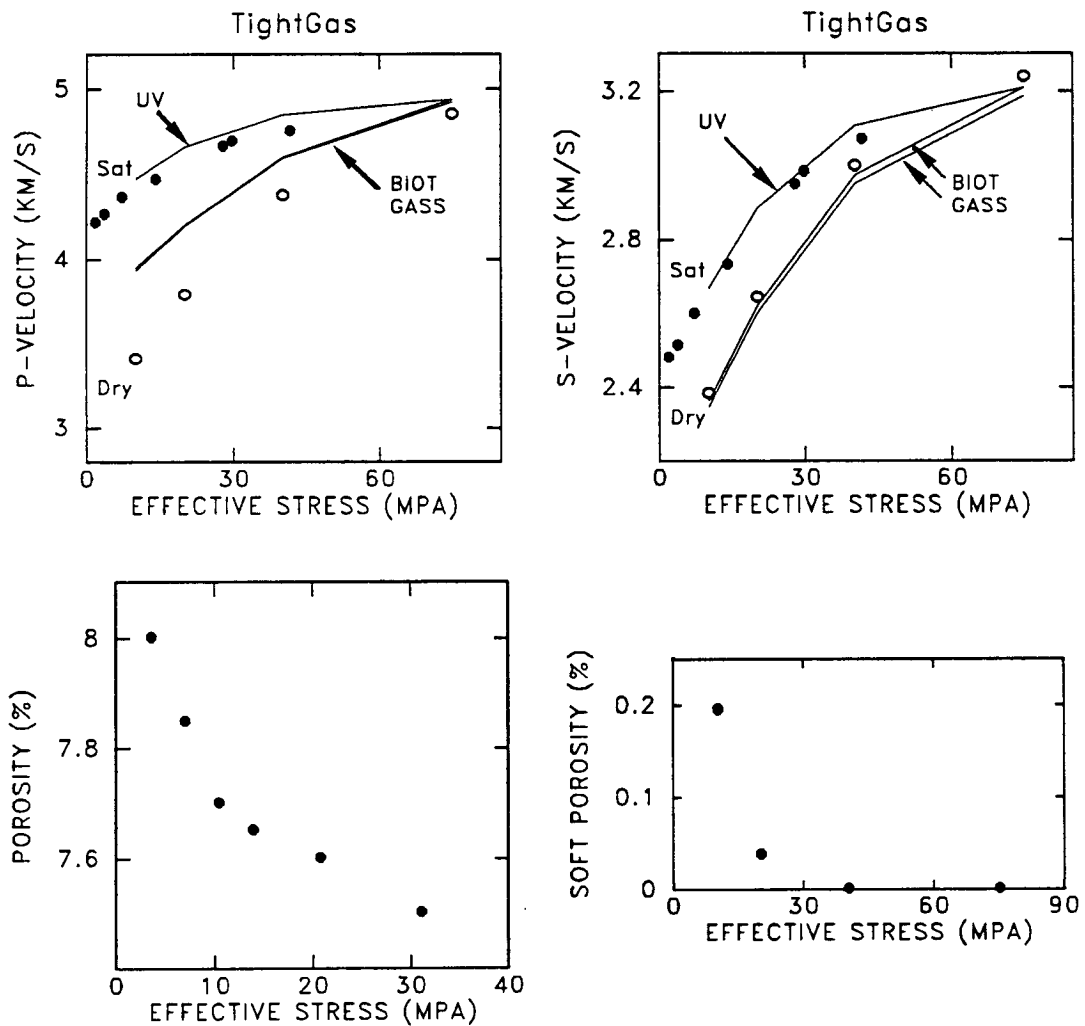 TightGas
5
4
3
P-VELOCITY (KM/S)
UV
Sat
BIOT
GASS
Dry
0
30
60
EFFECTIVE STRESS (MPA)
TightGas
3.2
2.8
2.4
S-VELOCITY (KM/S)
UV
Sat
BIOT
GASS
Dry
0
30
60
EFFECTIVE STRESS (MPA)
8
7.8
7.6
POROSITY (%)
0
10
20
30
40
EFFECTIVE STRESS (MPA)
0.2
0.1
0
SOFT POROSITY (%)
0
30
60
90
EFFECTIVE STRESS (MPA)